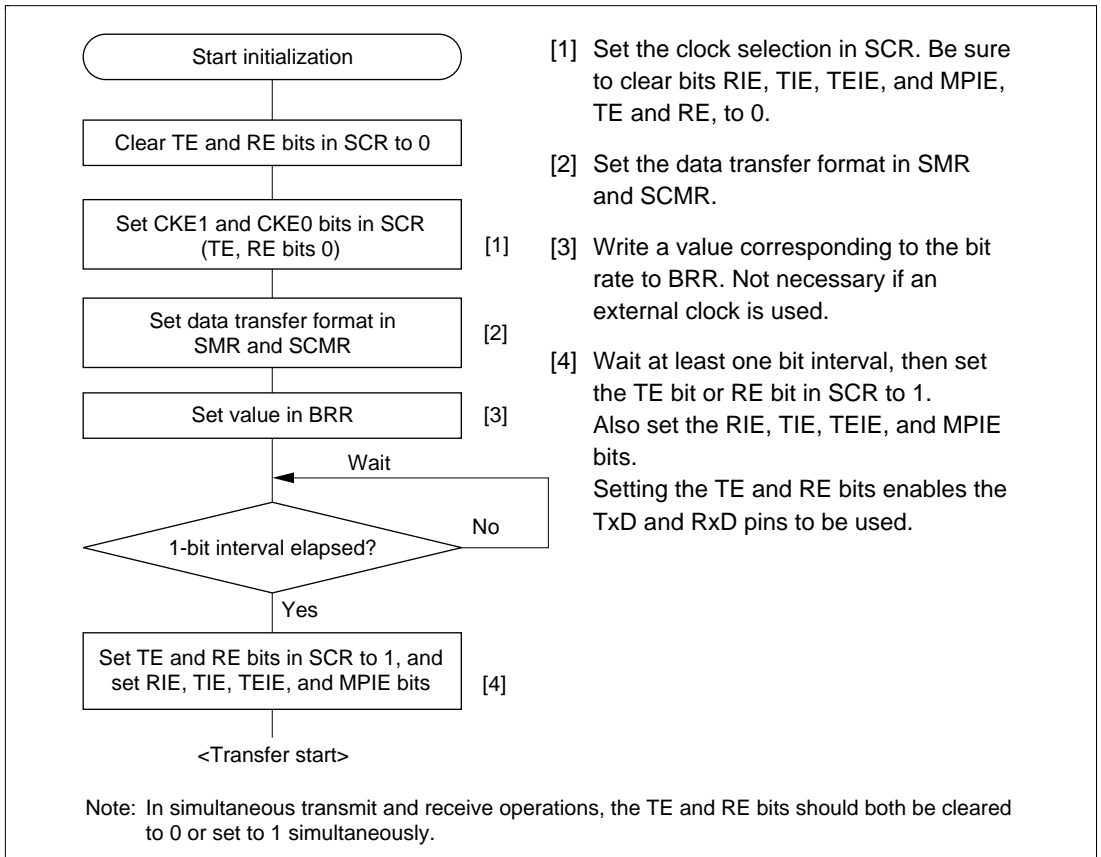 Start initialization
Clear TE and RE bits in SCR to 0
Set CKE1 and CKE0 bits in SCR
(TE, RE bits 0)
[1]
Set data transfer format in
SMR and SCMR
[2]
Set value in BRR
[3]
Wait
No
1-bit interval elapsed?
Yes
Set TE and RE bits in SCR to 1, and
set RIE, TIE, TEIE, and MPIE bits
[4]
<Transfer start>
[1] Set the clock selection in SCR. Be sure
to clear bits RIE, TIE, TEIE, and MPIE,
TE and RE, to 0.
[2] Set the data transfer format in SMR
and SCMR.
[3] Write a value corresponding to the bit
rate to BRR. Not necessary if an
external clock is used.
[4] Wait at least one bit interval, then set
the TE bit or RE bit in SCR to 1.
Also set the RIE, TIE, TEIE, and MPIE
bits.
Setting the TE and RE bits enables the
TxD and RxD pins to be used.
Note: In simultaneous transmit and receive operations, the TE and RE bits should both be cleared
to 0 or set to 1 simultaneously.